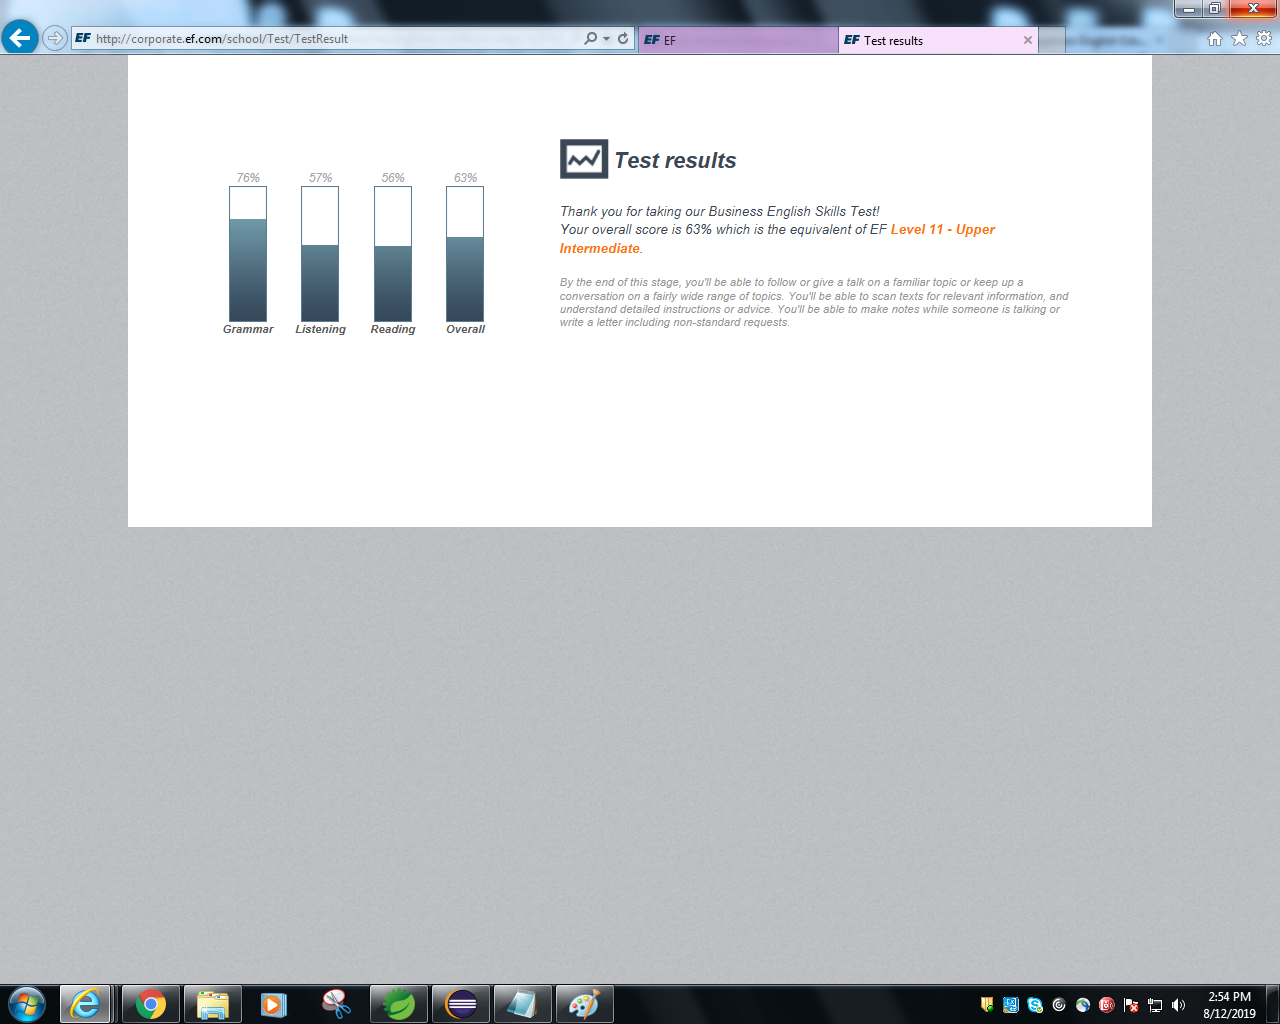 EF http://corporate.ef.com/school/Test/TestResult
EF EF
EF Test results
76% 57% 56% 63%
Grammar Listening Reading Overall
Test results
Thank you for taking our Business English Skills Test!
Your overall score is 63% which is the equivalent of EF Level 11 - Upper
Intermediate.
By the end of this stage, you'll be able to follow or give a talk on a familiar topic or keep up a
conversation on a fairly wide range of topics. You'll be able to scan texts for relevant information, and
understand detailed instructions or advice. You'll be able to make notes while someone is talking or
write a letter including non-standard requests.
2:54 PM
8/12/2019